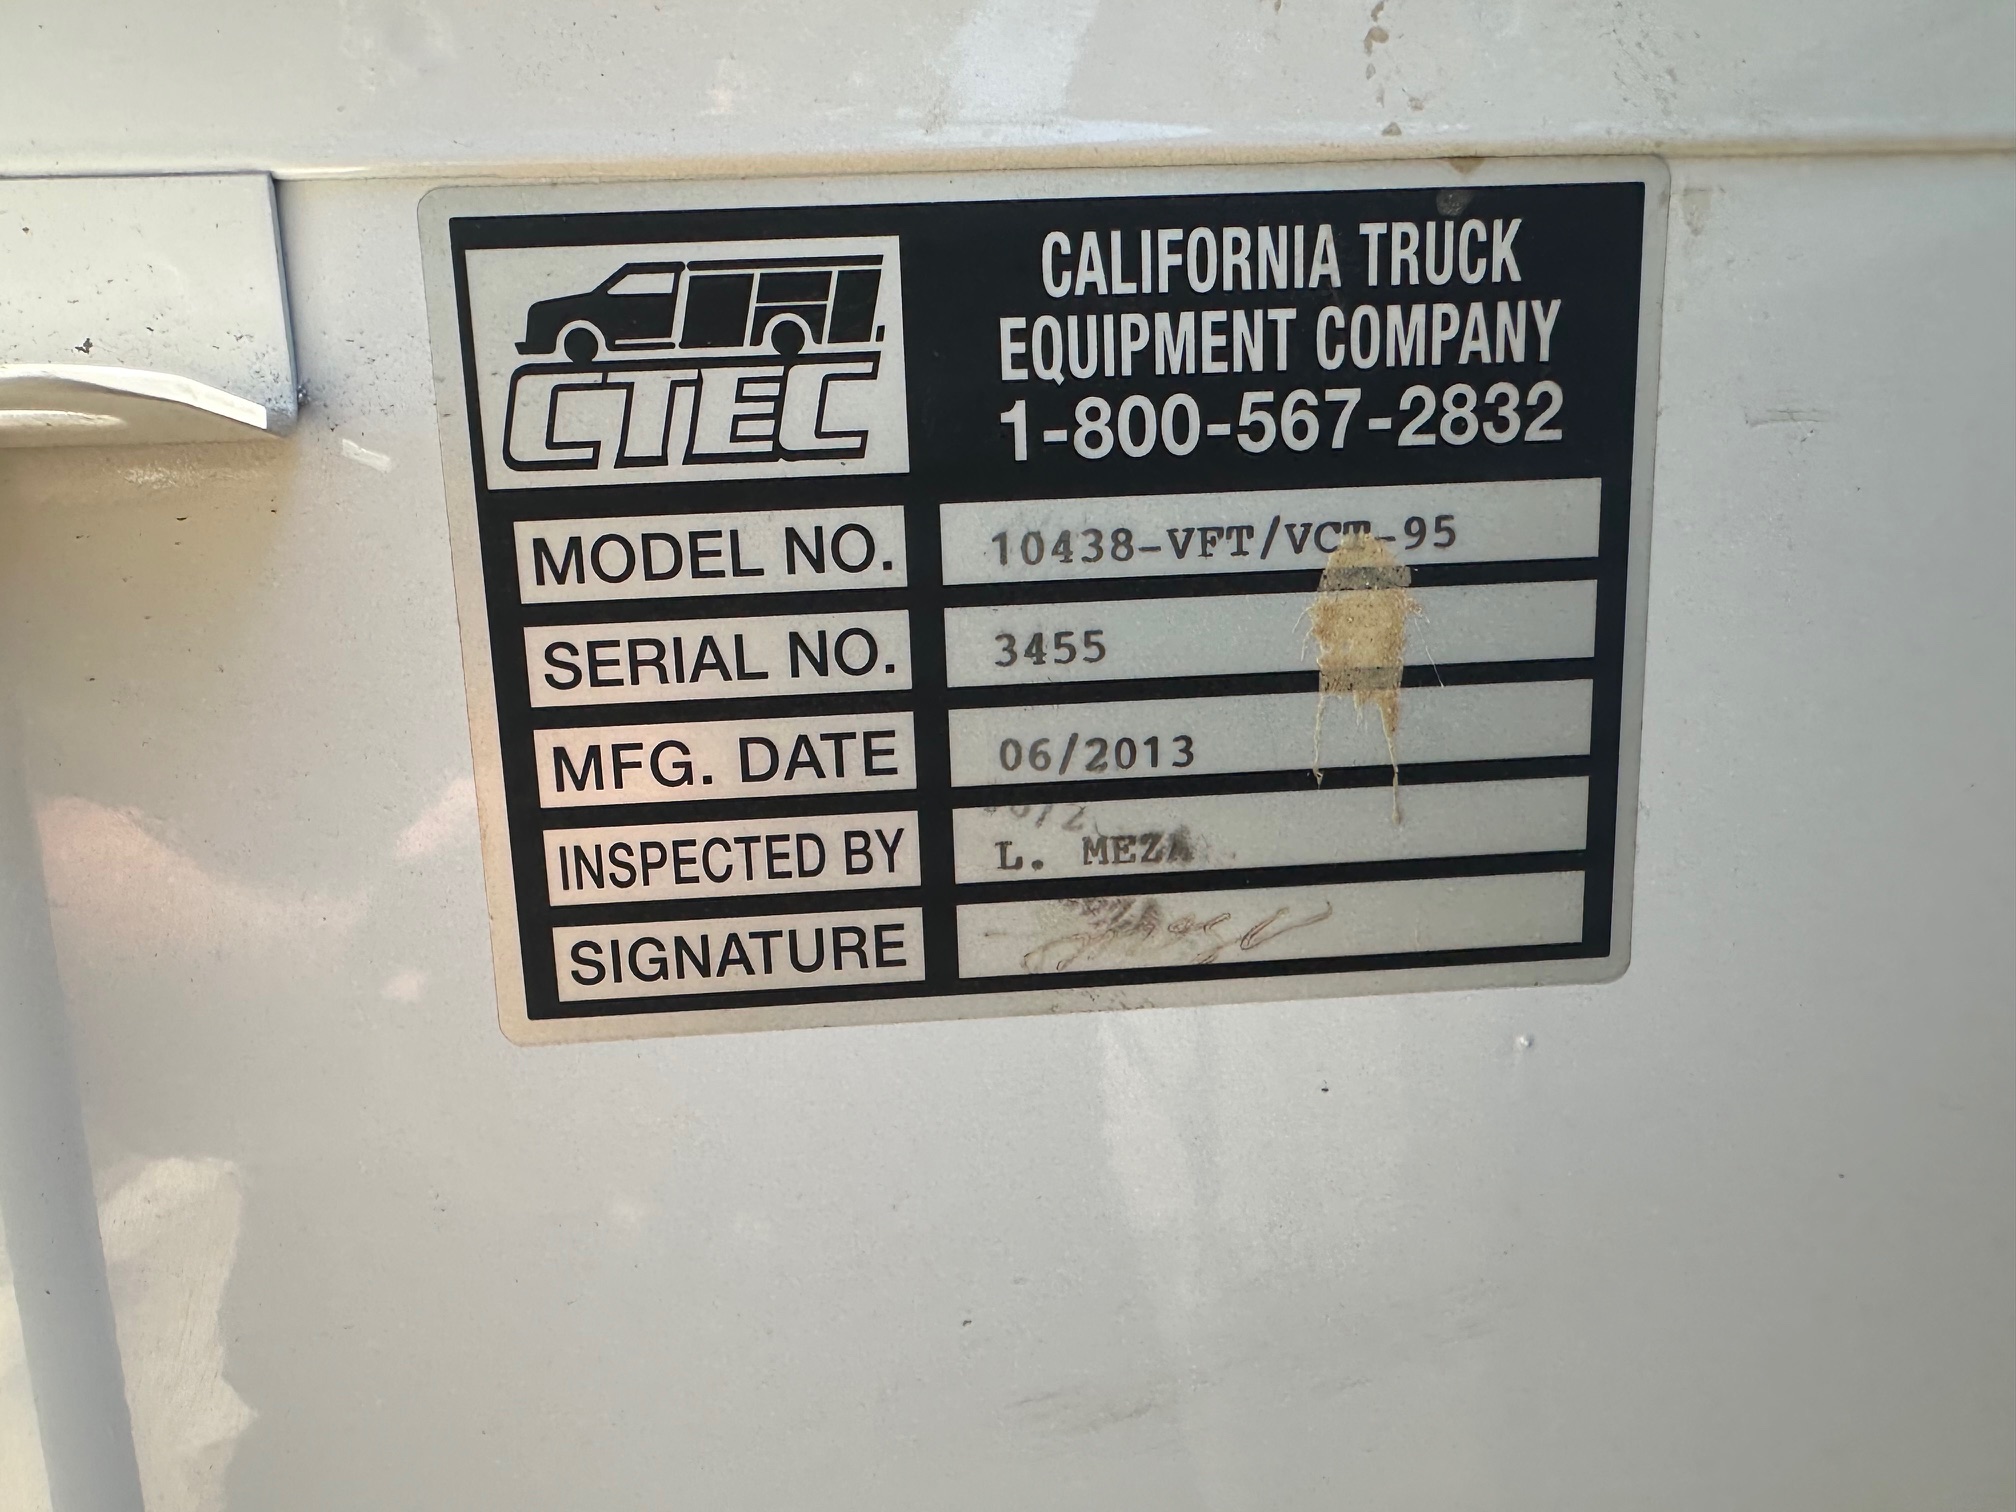 CTEC
CALIFORNIA TRUCK
EQUIPMENT COMPANY
1-800-567-2832
MODEL NO. 10438-VFT/VCT-95
SERIAL NO. 3455
MFG. DATE 06/2013
INSPECTED BY L. MEZA
SIGNATURE